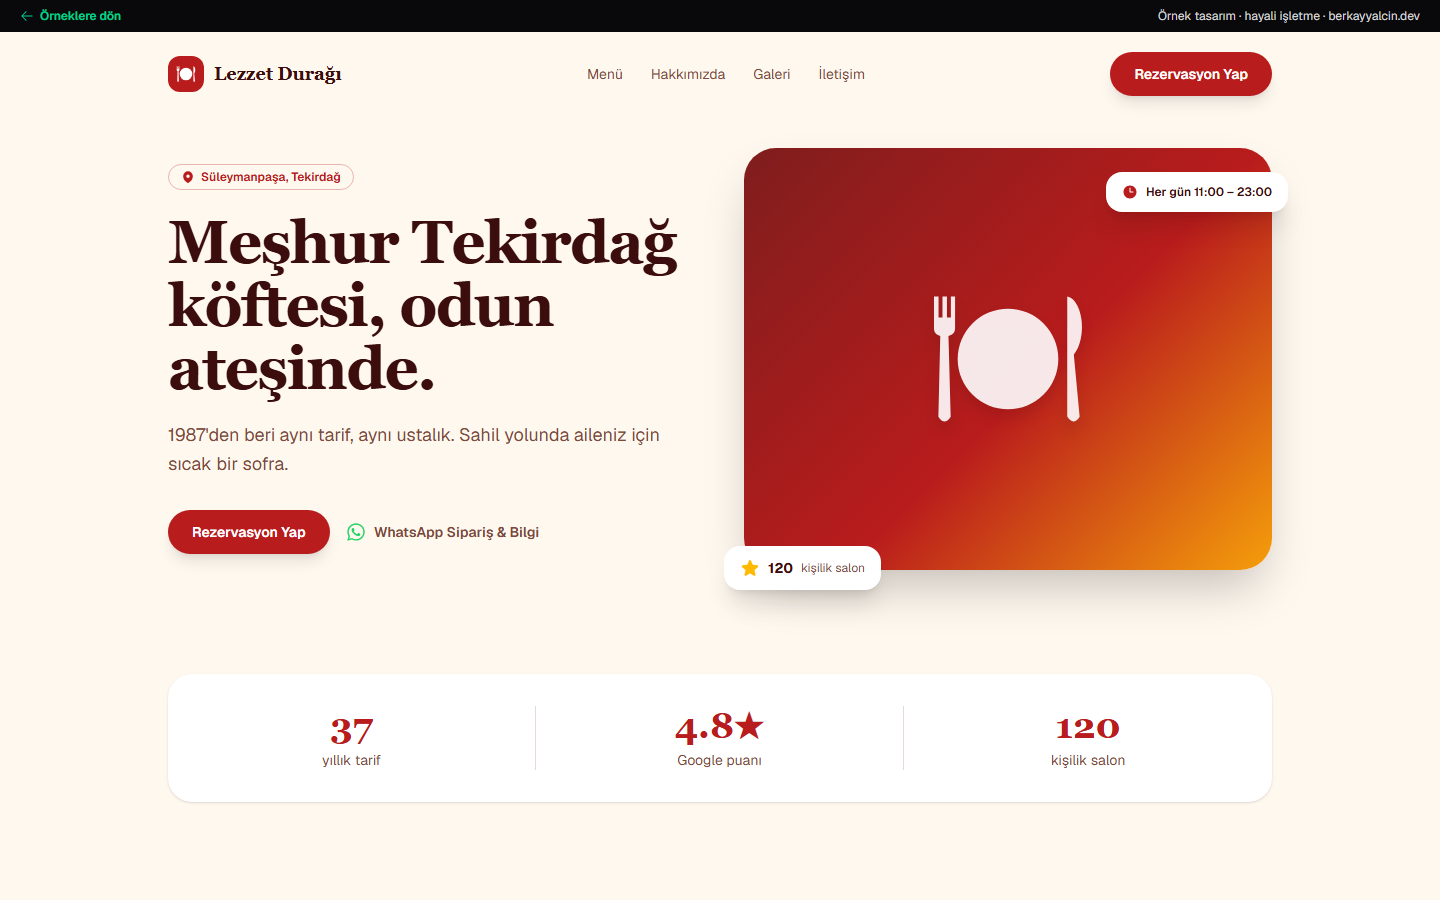 Örneklere dön
Örnek tasarım · hayali işletme · berkayyalcin.dev
Lezzet Durağı
Menü
Hakkımızda
Galeri
İletişim
Rezervasyon Yap
Süleymanpaşa, Tekirdağ
Meşhur Tekirdağ
köftesi, odun
ateşinde.
1987'den beri aynı tarif, aynı ustalık. Sahil yolunda aileniz için
sıcak bir sofra.
Rezervasyon Yap
WhatsApp Sipariş & Bilgi
Her gün 11:00 – 23:00
120 kişilik salon
37
yıllık tarif
4.8★
Google puanı
120
kişilik salon